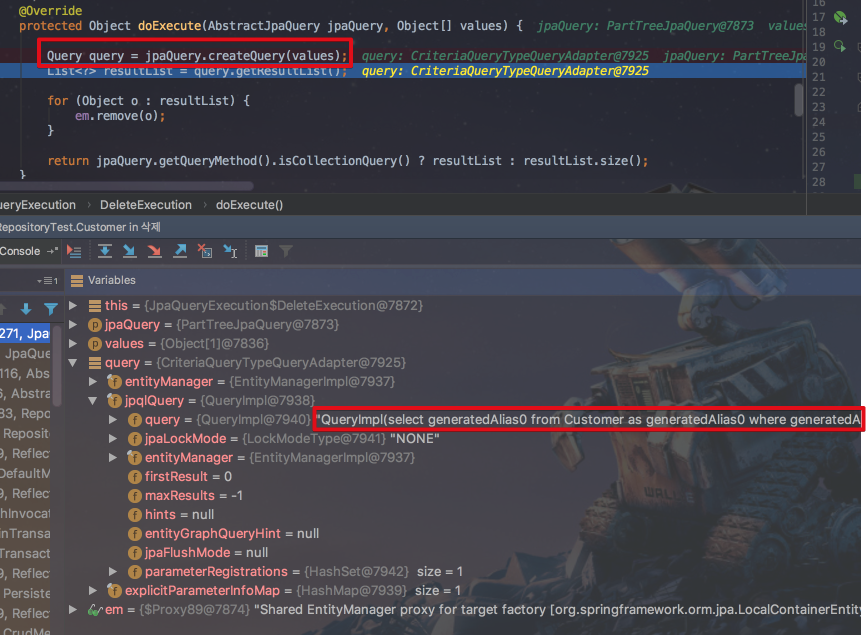 @Override
protected Object doExecute(AbstractJpaQuery jpaQuery, Object[] values) {  jpaQuery: PartTreeJpaQuery@7873  values
Query query = jpaQuery.createQuery(values);  query: CriteriaQueryTypeQueryAdapter@7925  jpaQuery: PartTreeJpa
List<?> resultList = query.getResultList();  query: CriteriaQueryTypeQueryAdapter@7925
for (Object o : resultList) {
em.remove(o);
}
return jpaQuery.getQueryMethod().isCollectionQuery() ? resultList : resultList.size();
}
16
17
18
19
20
21
22
23
24
25
26
27
28
ueryExecution > DeleteExecution > doExecute()
RepositoryTest.Customer in 삭제
Console
1
Variables
271, Jpa
, JpaQue
116, Abs
6, Abstra
83, Repo
, Reposit
9, Reflec
DefaultM
9, Reflec
hInvocat
inTransa
Transact
9, Reflec
, Persiste
9, Reflec
CrudMe
this = {JpaQueryExecution$DeleteExecution@7872}
p jpaQuery = {PartTreeJpaQuery@7873}
p values = {Object[1]@7836}
query = {CriteriaQueryTypeQueryAdapter@7925}
f entityManager = {EntityManagerImpl@7937}
f jpqlQuery = {QueryImpl@7938}
f query = {QueryImpl@7940} "QueryImpl(select generatedAlias0 from Customer as generatedAlias0 where generatedA
f jpaLockMode = {LockModeType@7941} "NONE"
f entityManager = {EntityManagerImpl@7937}
f firstResult = 0
f maxResults = -1
f hints = null
f entityGraphQueryHint = null
f jpaFlushMode = null
f parameterRegistrations = {HashSet@7942}  size = 1
f explicitParameterInfoMap = {HashMap@7939}  size = 1
em = {$Proxy89@7874} "Shared EntityManager proxy for target factory [org.springframework.orm.jpa.LocalContainerEntity